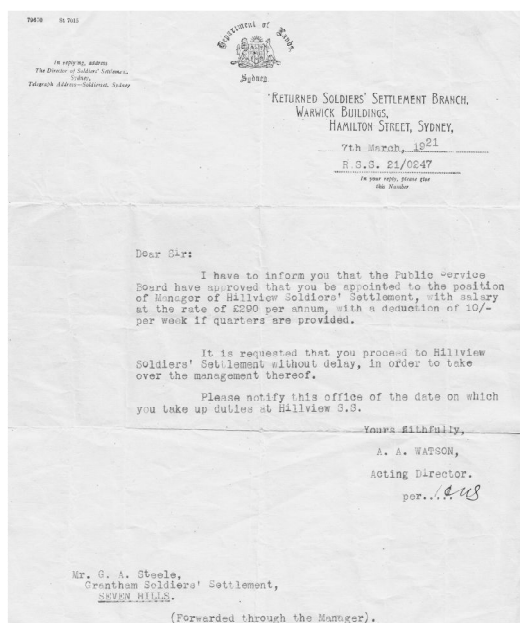 79608 St 7015
Department of Lands,
Sydney.
In replying, address
The Director of Soldiers' Settlement,
Sydney,
Telegraph Address—Soldierset, Sydney
RETURNED SOLDIERS' SETTLEMENT BRANCH,
WARWICK BUILDINGS,
HAMILTON STREET, SYDNEY,
7th March, 1921
R.S.S. 21/0247
In your reply, please give
this Number
Dear Sir:
I have to inform you that the Public Service
Board have approved that you be appointed to the position
of Manager of Hillview Soldiers' Settlement, with salary
at the rate of £290 per annum, with a deduction of 10/-
per week if quarters are provided.
It is requested that you proceed to Hillview
Soldiers' Settlement without delay, in order to take
over the management thereof.
Please notify this office of the date on which
you take up duties at Hillview S.S.
Yours faithfully,
A. A. WATSON,
Acting Director.
per...
Mr. G. A. Steele,
Grantham Soldiers' Settlement,
SEVEN HILLS.
(Forwarded through the Manager).